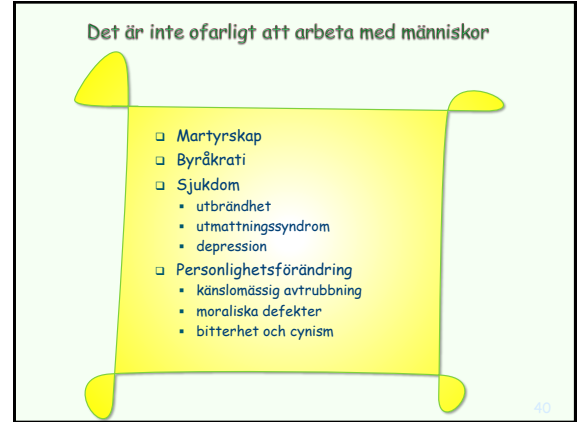 Det är inte ofarligt att arbeta med människor
Martyrskap
Byråkrati
Sjukdom
utbrändhet
utmattningssyndrom
depression
Personlighetsförändring
känslomässig avtrubbning
moraliska defekter
bitterhet och cynism
40